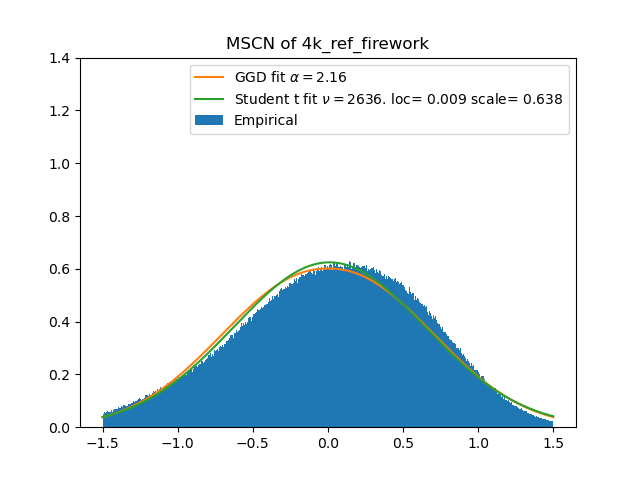 MSCN of 4k_ref_firework
GGD fit α = 2.16
Student t fit ν = 2636. loc= 0.009 scale= 0.638
Empirical
1.4
1.2
1.0
0.8
0.6
0.4
0.2
0.0
−1.5 −1.0 −0.5 0.0 0.5 1.0 1.5